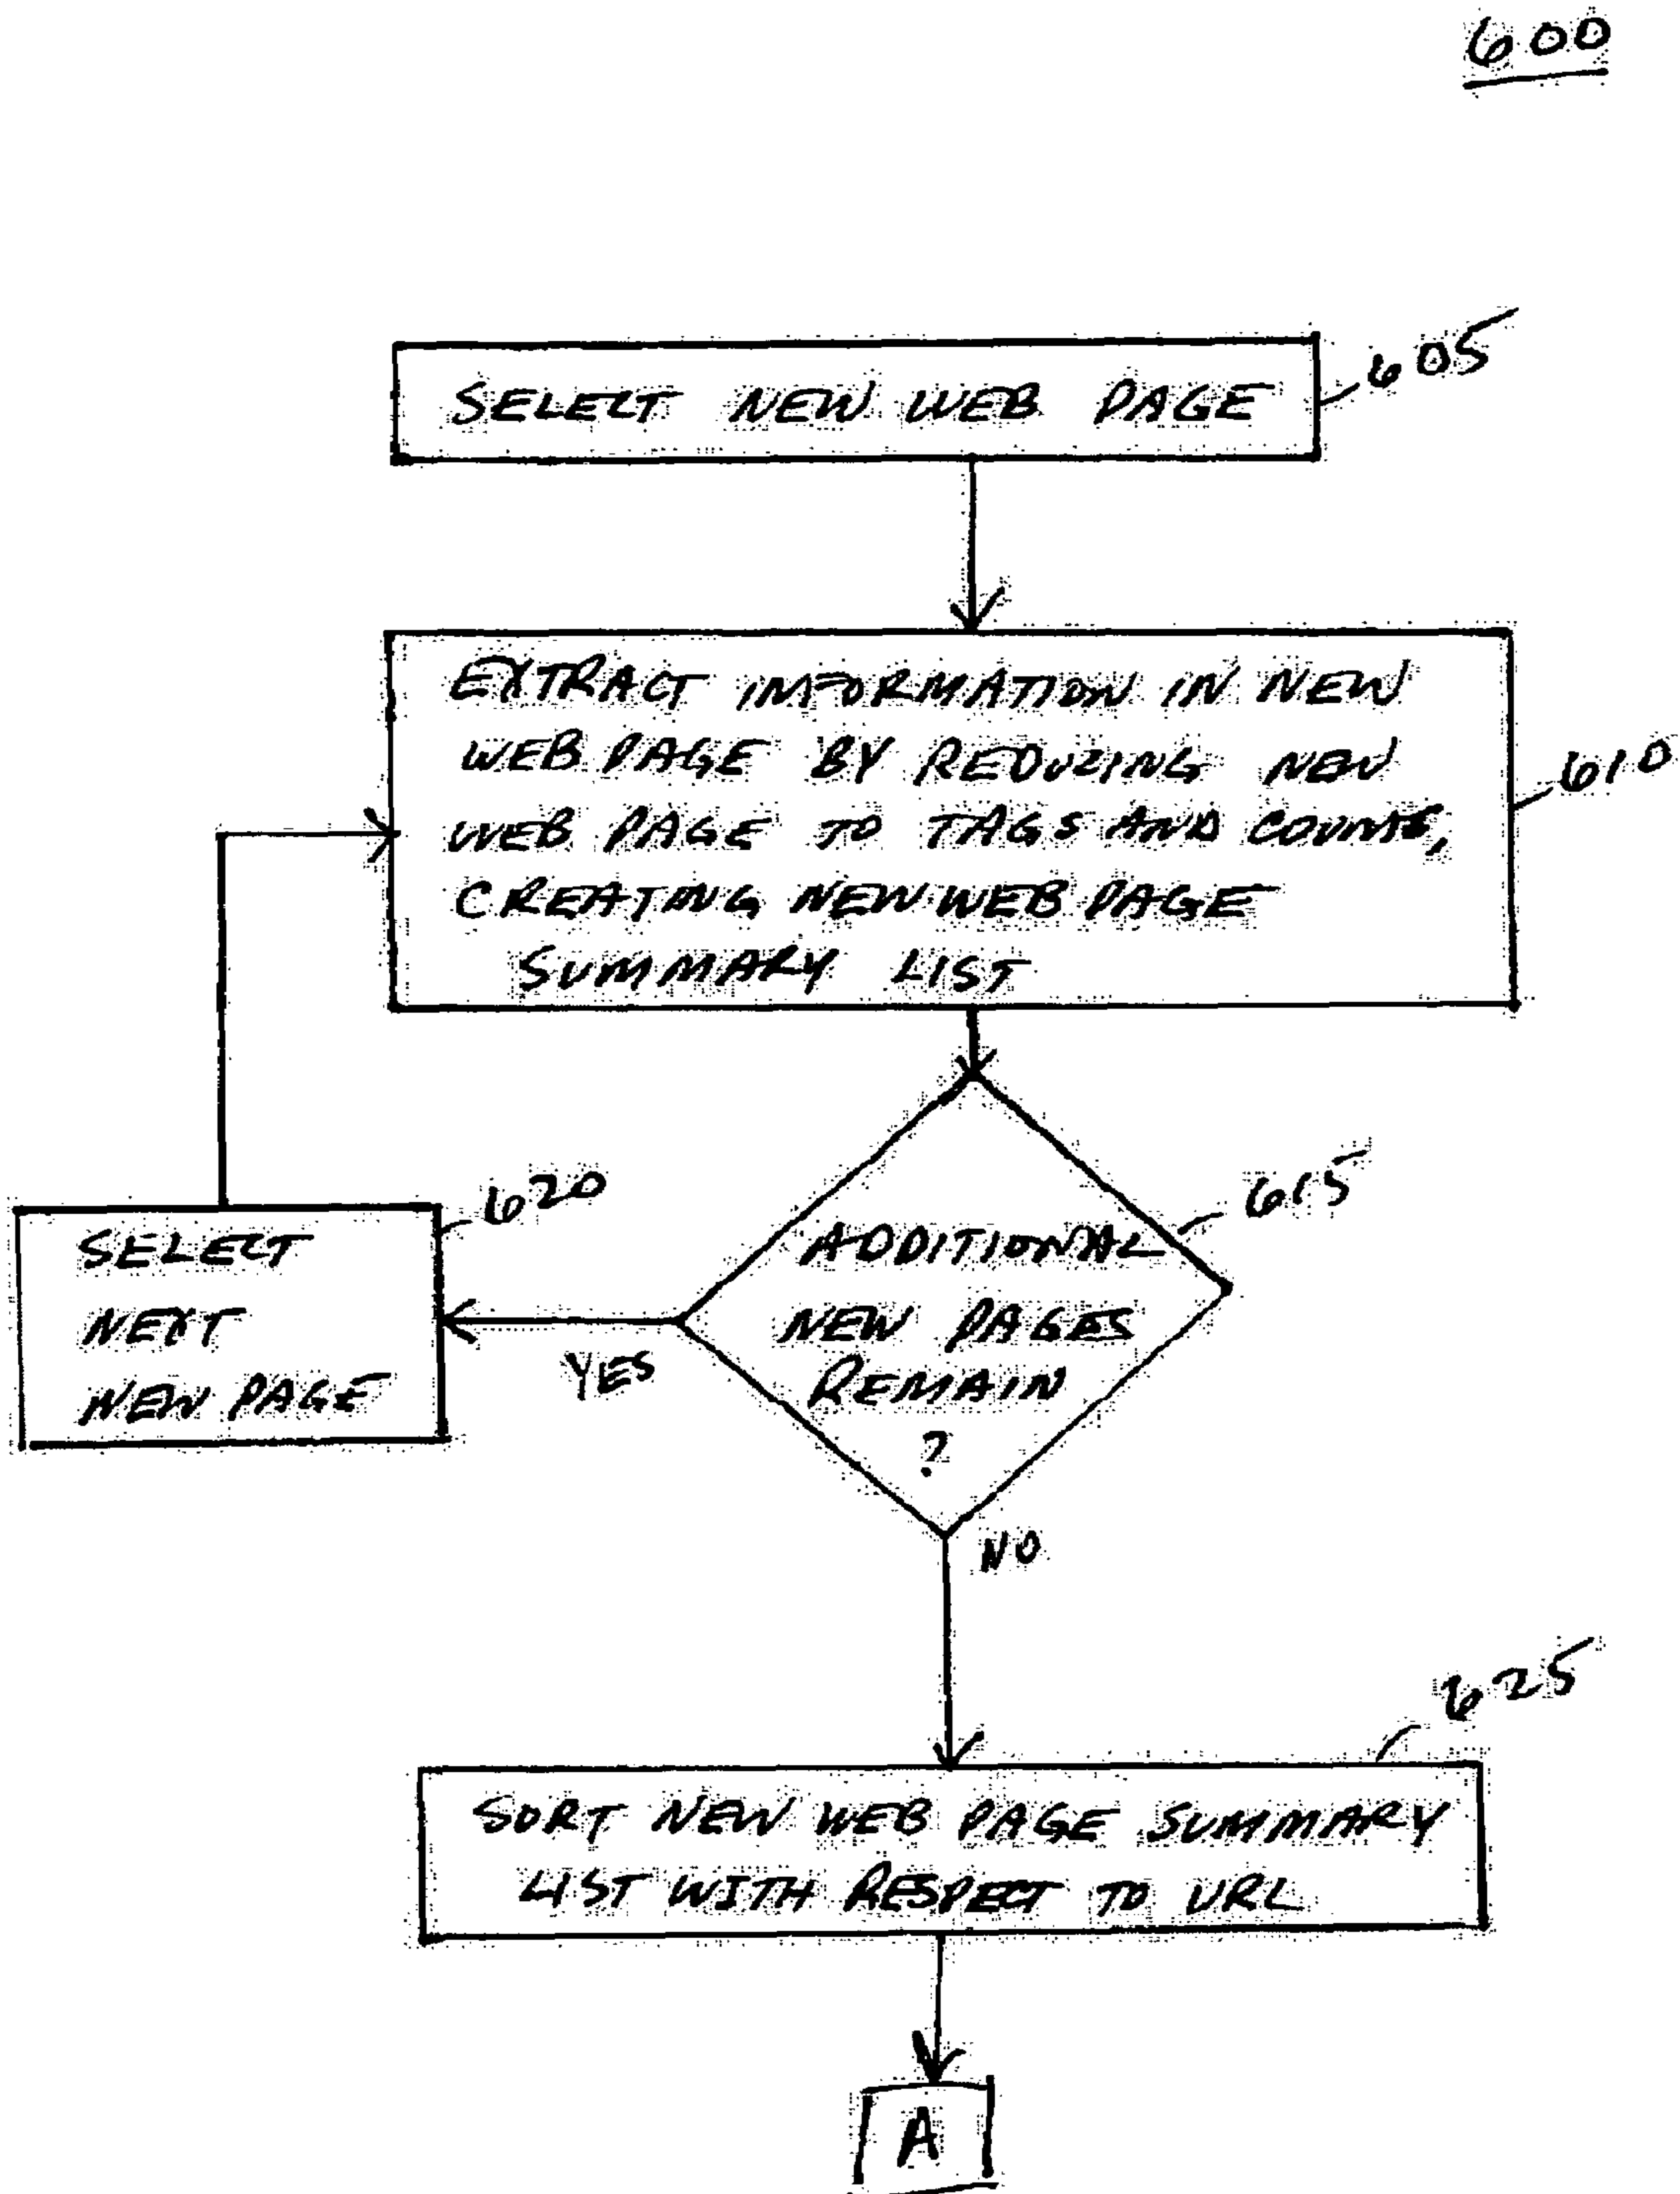 600
SELECT NEW WEB PAGE
605
EXTRACT INFORMATION IN NEW
WEB PAGE BY REDUCING NEW
WEB PAGE TO TAGS AND COUNTS,
CREATING NEW WEB PAGE
SUMMARY LIST
610
ADDITIONAL
NEW PAGES
REMAIN
?
615
YES
620
SELECT
NEXT
NEW PAGE
NO
625
SORT NEW WEB PAGE SUMMARY
LIST WITH RESPECT TO URL
A